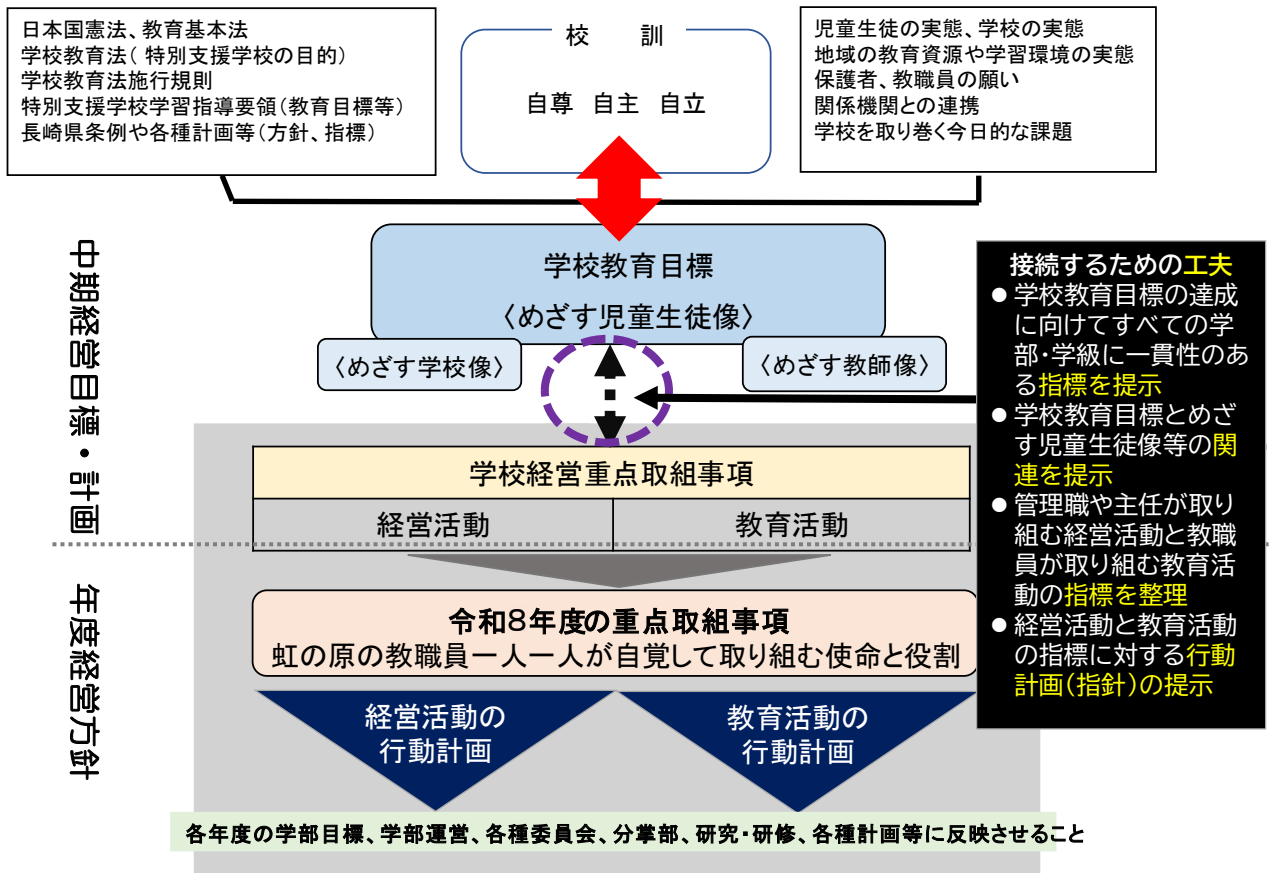 日本国憲法、教育基本法
学校教育法( 特別支援学校の目的)
学校教育法施行規則
特別支援学校学習指導要領(教育目標等)
長崎県条例や各種計画等(方針、指標)
校　訓
自尊 自主 自立
児童生徒の実態、学校の実態
地域の教育資源や学習環境の実態
保護者、教職員の願い
関係機関との連携
学校を取り巻く今日的な課題
中期経営目標・計画
学校教育目標
〈めざす児童生徒像〉
〈めざす学校像〉
〈めざす教師像〉
接続するための工夫
● 学校教育目標の達成
に向けてすべての学
部・学級に一貫性のあ
る指標を提示
● 学校教育目標とめざ
す児童生徒像等の関
連を提示
● 管理職や主任が取り
組む経営活動と教職
員が取り組む教育活
動の指標を整理
● 経営活動と教育活動
の指標に対する行動
計画(指針)の提示
学校経営重点取組事項
経営活動
教育活動
年度経営方針
令和8年度の重点取組事項
虹の原の教職員一人一人が自覚して取り組む使命と役割
経営活動の
行動計画
教育活動の
行動計画
各年度の学部目標、学部運営、各種委員会、分掌部、研究・研修、各種計画等に反映させること